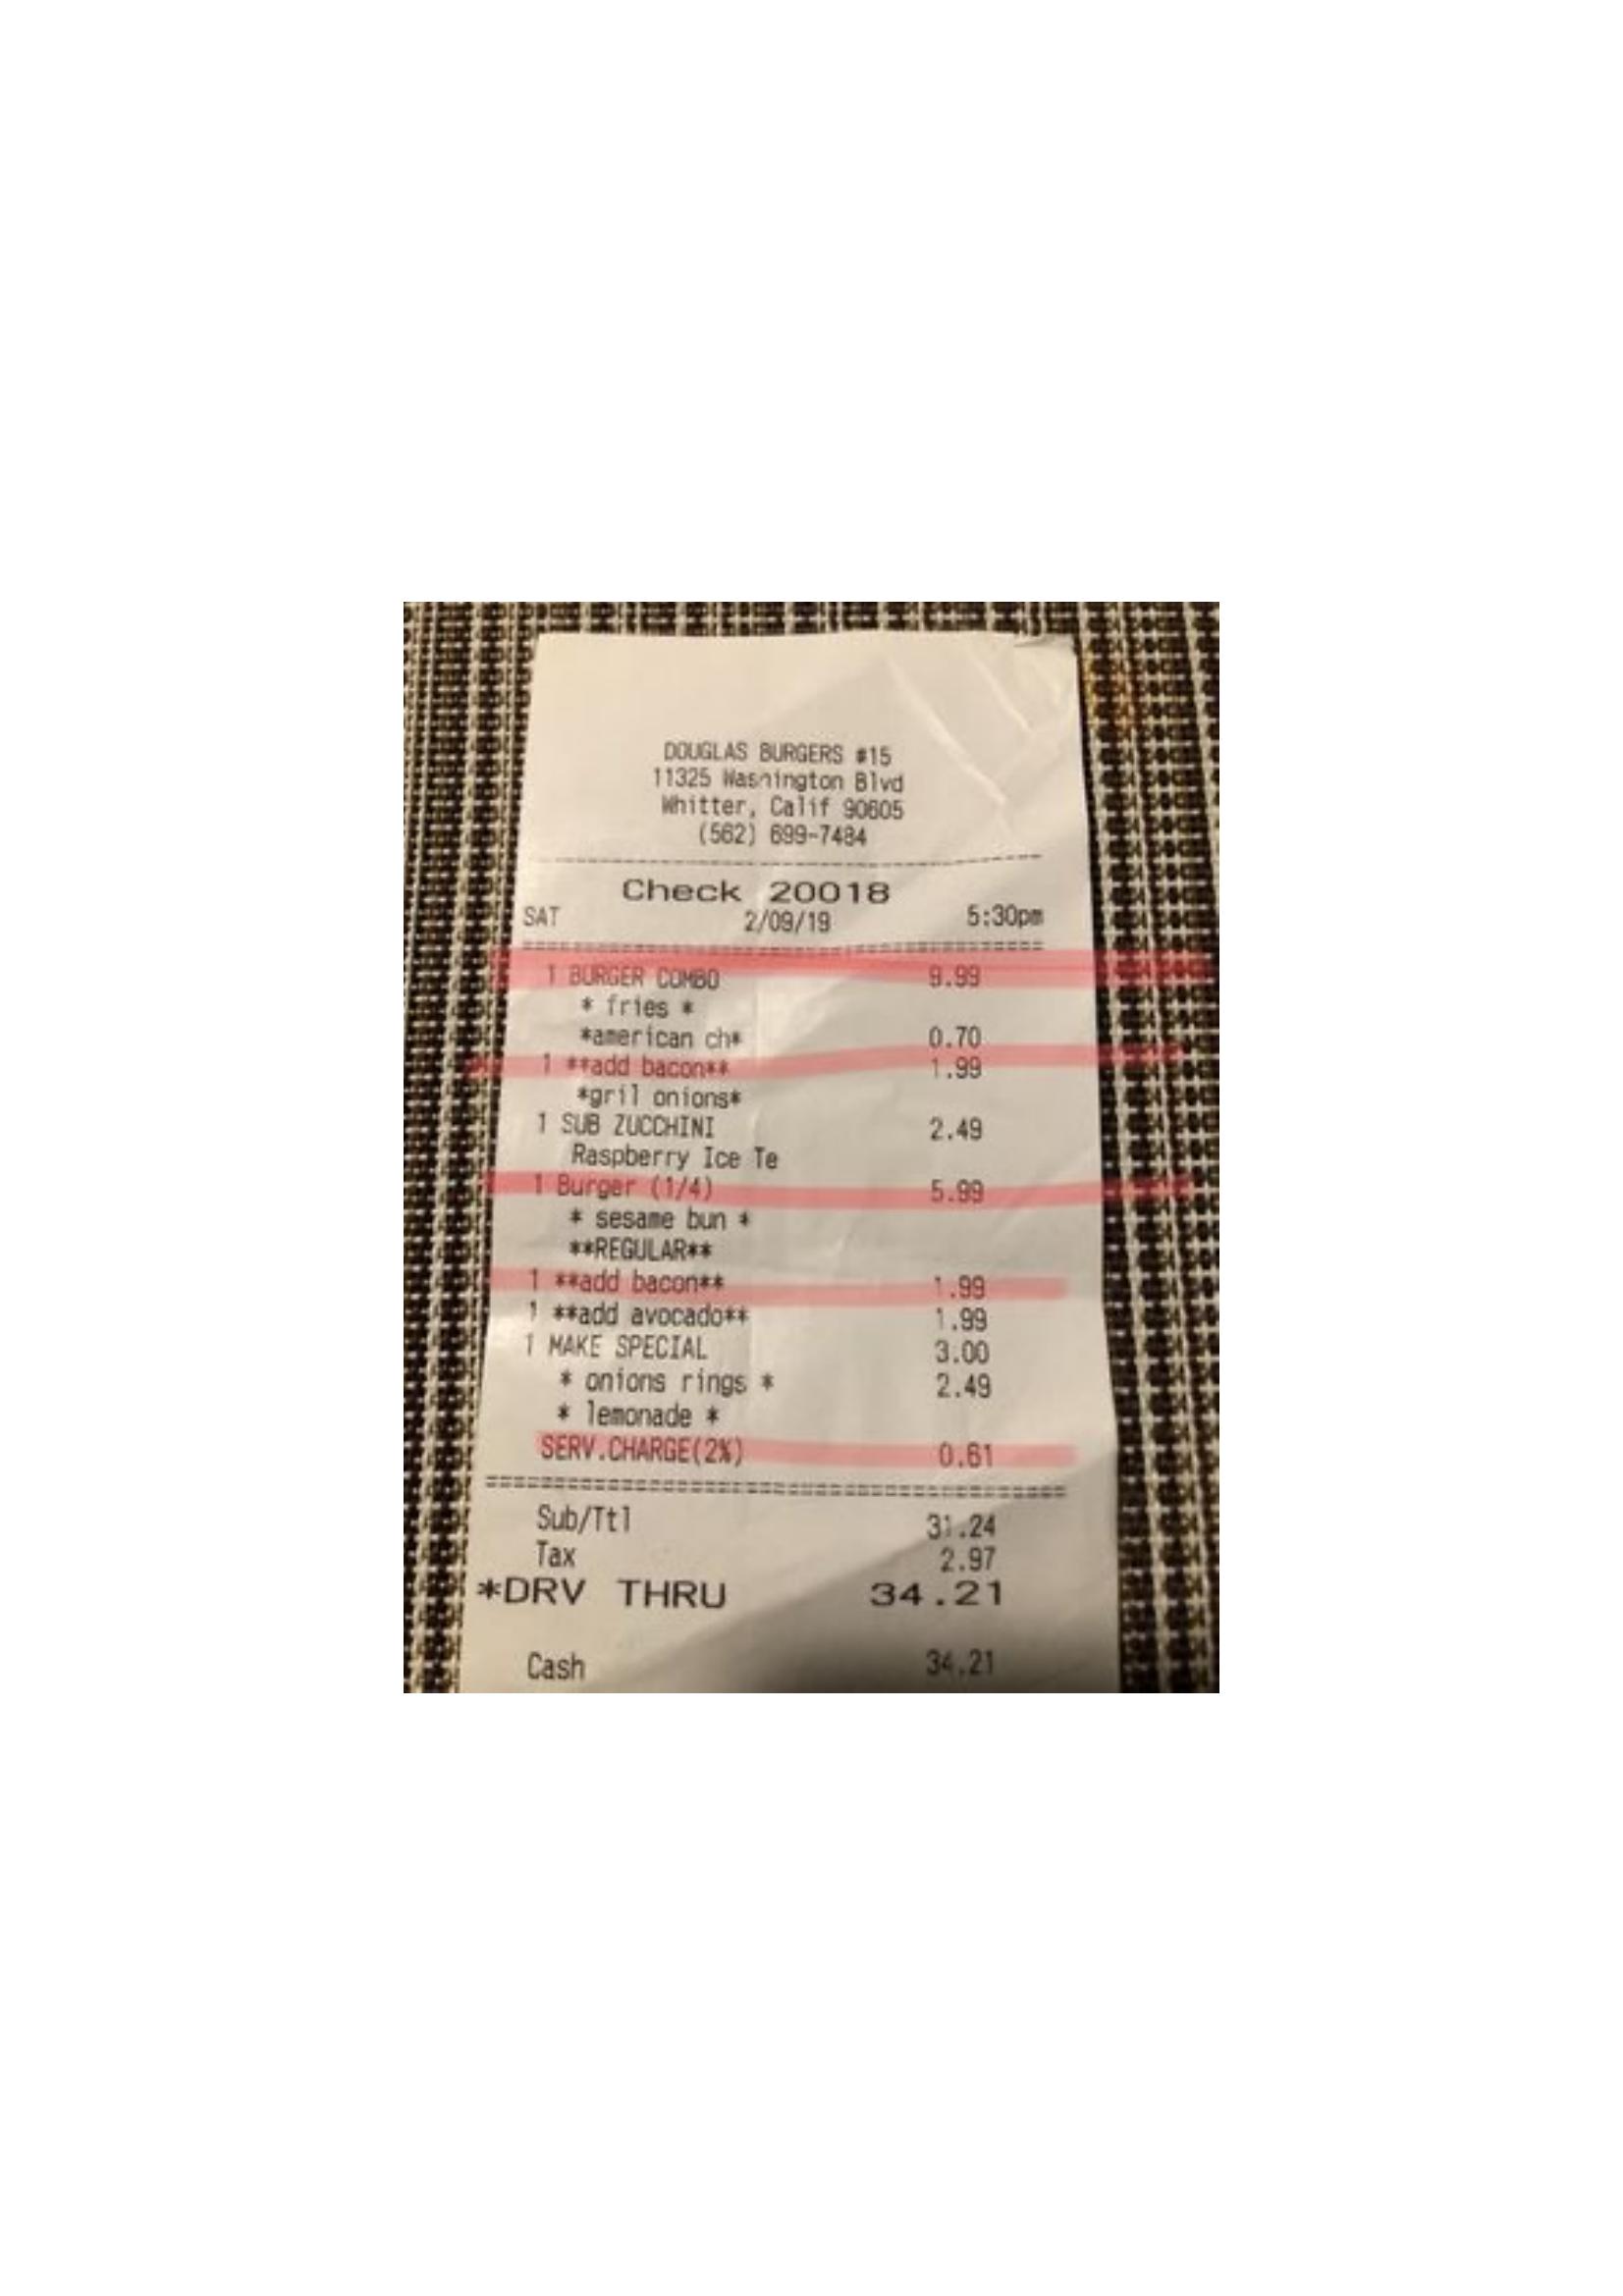 DOUGLAS BURGERS #15
11325 Washington Blvd
Whitter, Calif 90605
(562) 699-7484
Check 20018
SAT 2/09/19 5:30pm
1 BURGER COMBO 9.99
* fries *
*american ch* 0.70
1 **add bacon** 1.99
*gril onions*
1 SUB ZUCCHINI 2.49
Raspberry Ice Te
1 Burger (1/4) 5.99
* sesame bun *
**REGULAR**
1 **add bacon** 1.99
1 **add avocado** 1.99
1 MAKE SPECIAL 3.00
* onions rings * 2.49
* lemonade *
SERV.CHARGE(2%) 0.61
Sub/Ttl 31.24
Tax 2.97
*DRV THRU 34.21
Cash 34.21